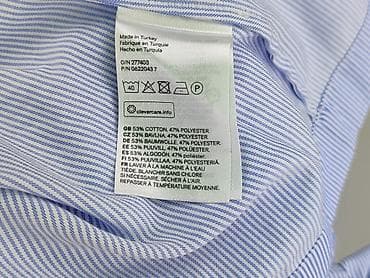 Made in Turkey
Fabriqué en Turquie
Hecho en Turquía
O/N 277403
P/N 0622043 7
40
P
clevercare.info
GB 53% COTTON, 47% POLYESTER
CZ 53% BAVLNA, 47% POLYESTER
DE 53% BAUMWOLLE, 47% POLYESTER
EE 53% PUUVILL, 47% POLÜESTER
ES 53% ALGODÓN, 47% poliéster.
FI 53% PUUVILLAA, 47% POLYESTERIÄ
FR LAVER À LA MACHINE À L'EAU
TIÈDE, BLANCHIR SANS CHLORE
SI NÉCESSAIRE, SÉCHER À L'AIR.
REPASSER À TEMPÉRATURE MOYENNE.